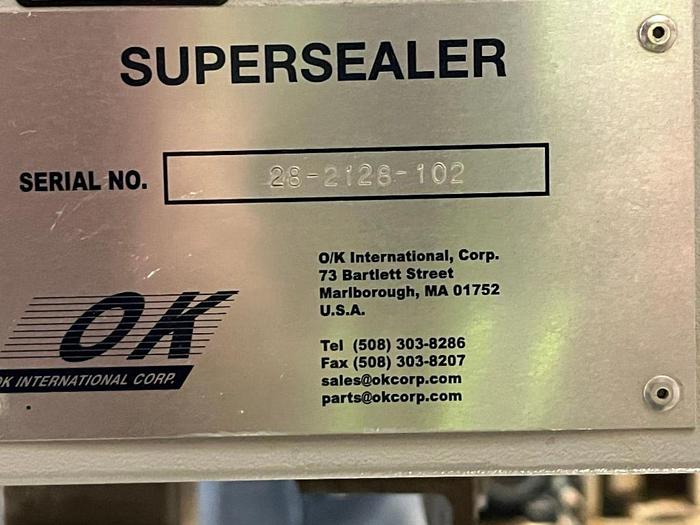 SUPERSEALER
SERIAL NO. 28-2128-102
O/K International, Corp.
73 Bartlett Street
Marlborough, MA 01752
U.S.A.
Tel (508) 303-8286
Fax (508) 303-8207
sales@okcorp.com
parts@okcorp.com
OK
OK INTERNATIONAL CORP.